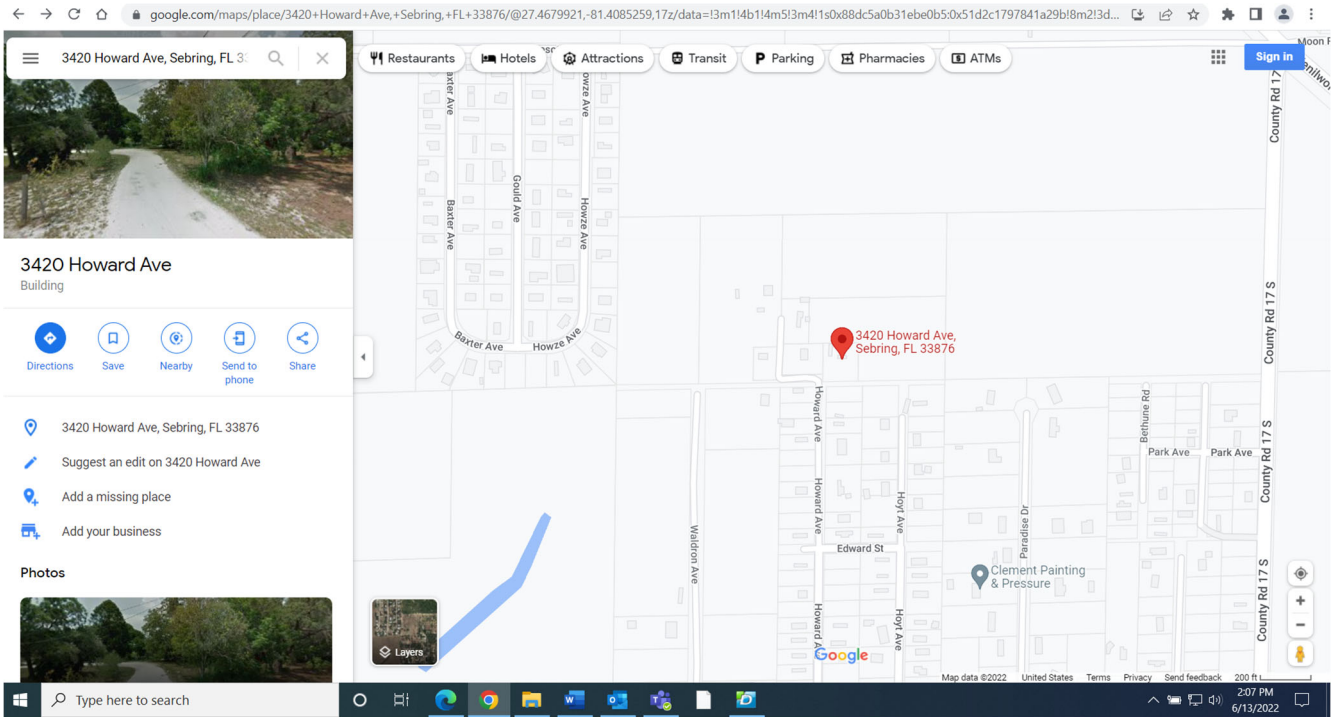 google.com/maps/place/3420+Howard+Ave,+Sebring,+FL+33876/@27.4679921,-81.4085259,17z/data=!3m1!4b1!4m5!3m4!1s0x88dc5a0b31ebe0b5:0x51d2c1797841a29b!8m2!3d...
3420 Howard Ave, Sebring, FL 3
Restaurants
Hotels
Attractions
Transit
Parking
Pharmacies
ATMs
Sign in
3420 Howard Ave
Building
Directions
Save
Nearby
Send to
phone
Share
3420 Howard Ave, Sebring, FL 33876
Suggest an edit on 3420 Howard Ave
Add a missing place
Add your business
Photos
Layers
Baxter Ave
Gould Ave
Howze Ave
Howze Ave
Baxter Ave
Baxter Ave
Howze Ave
County Rd 17
County Rd 17 S
County Rd 17 S
County Rd 17 S
3420 Howard Ave,
Sebring, FL 33876
Howard Ave
Howard Ave
Howard A
Hoyt Ave
Hoyt Ave
Waldron Ave
Edward St
Paradise Dr
Bethune Rd
Park Ave
Park Ave
Clement Painting
& Pressure
Google
Map data ©2022
United States
Terms
Privacy
Send feedback
200 ft
Type here to search
2:07 PM
6/13/2022